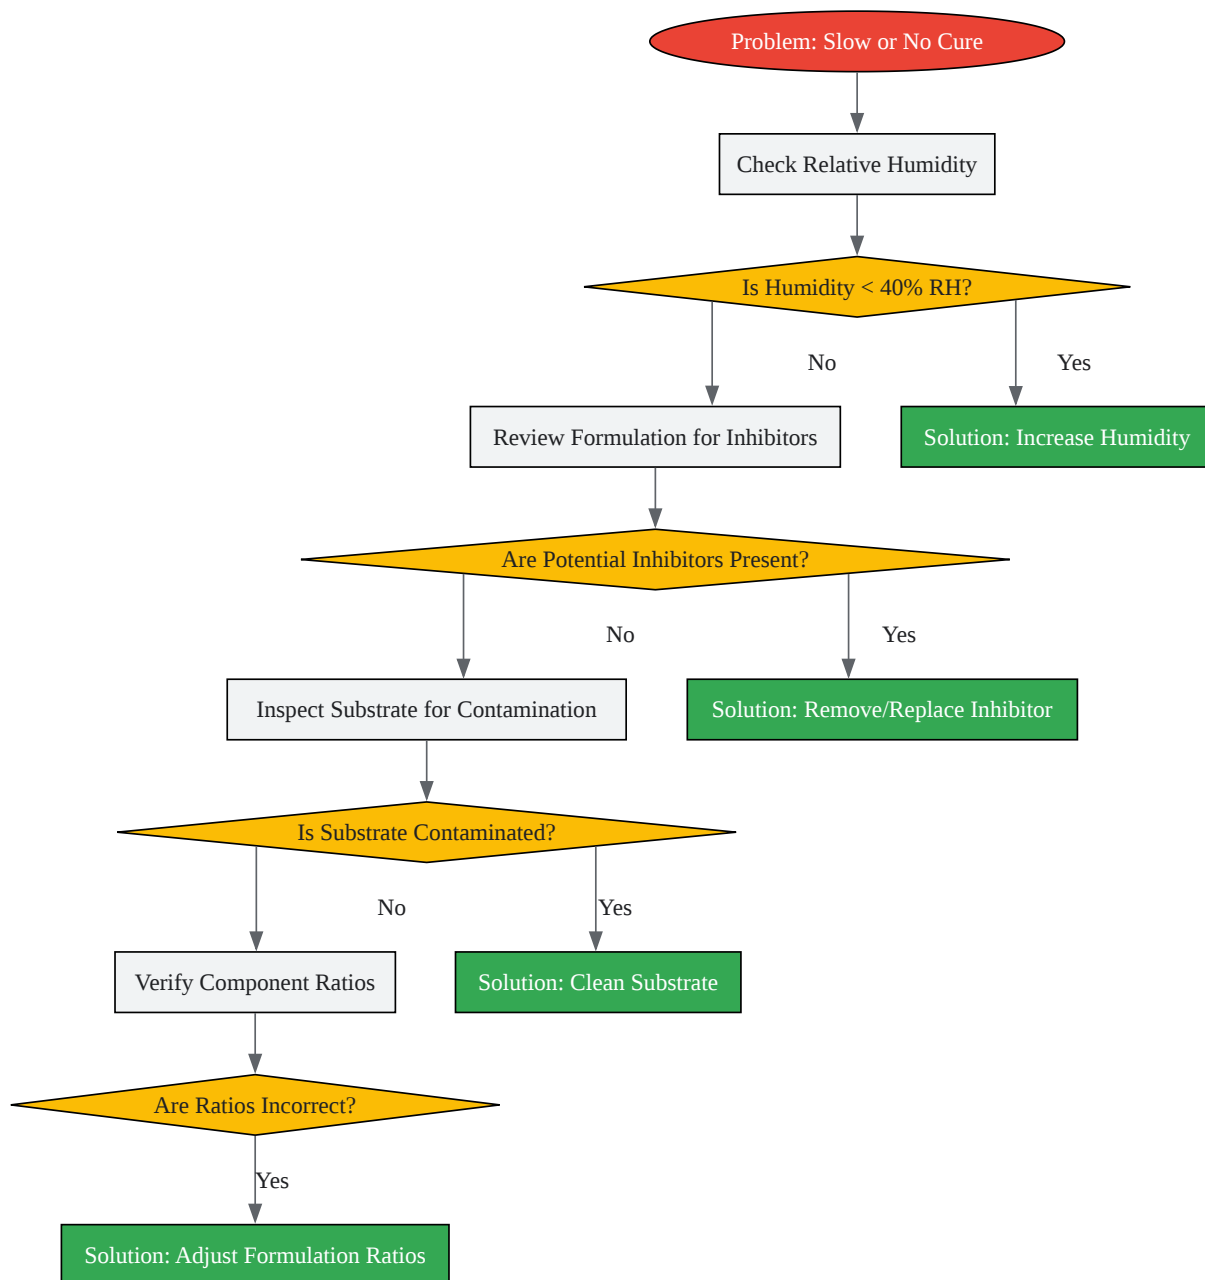 Problem: Slow or No Cure
Check Relative Humidity
Is Humidity < 40% RH?
No
Yes
Review Formulation for Inhibitors
Solution: Increase Humidity
Are Potential Inhibitors Present?
No
Yes
Inspect Substrate for Contamination
Solution: Remove/Replace Inhibitor
Is Substrate Contaminated?
No
Yes
Verify Component Ratios
Solution: Clean Substrate
Are Ratios Incorrect?
Yes
Solution: Adjust Formulation Ratios